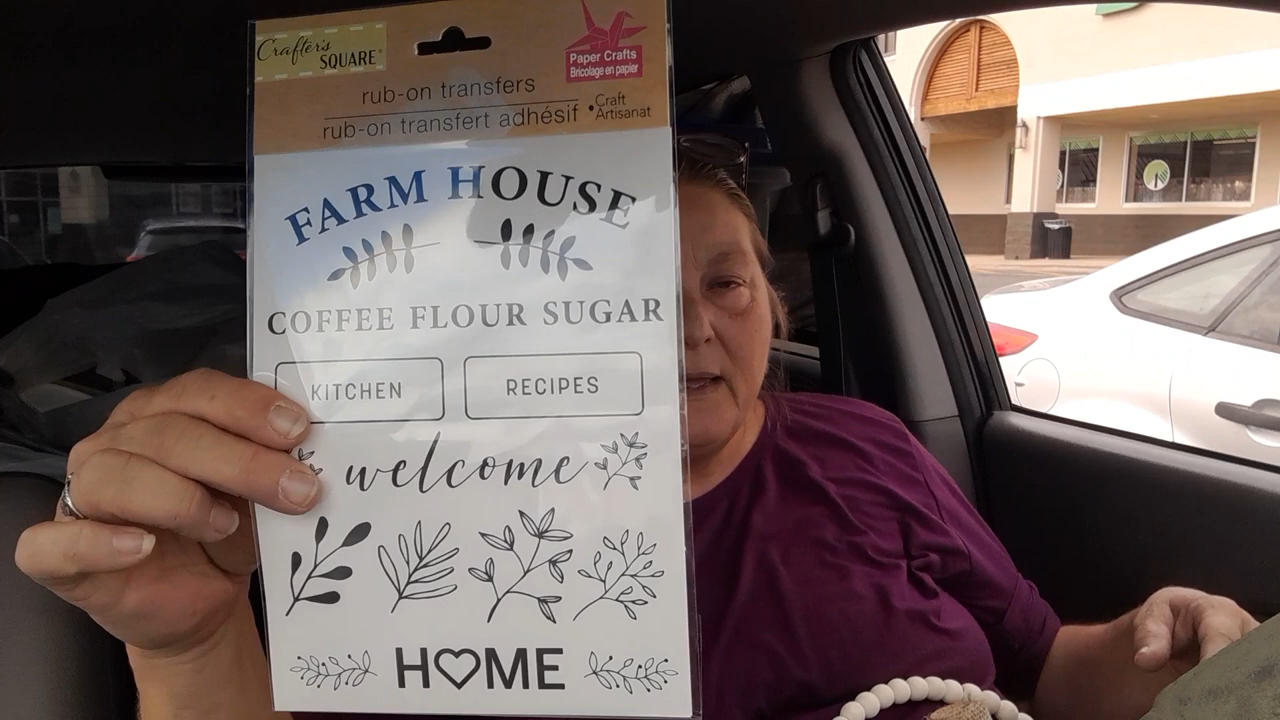 Crafter's
SQUARE
Paper Crafts
Bricolage en papier
rub-on transfers
rub-on transfert adhésif
• Craft
Artisanat
FARM HOUSE
COFFEE FLOUR SUGAR
KITCHEN
RECIPES
welcome
HOME